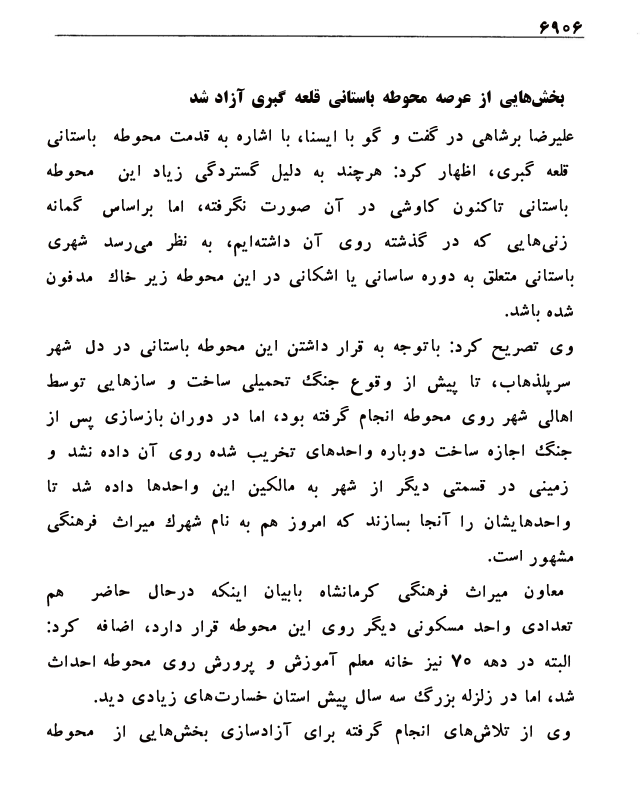 ۶۹۰۶
بخش‌هایی از عرصه محوطه باستانی قلعه گبری آزاد شد
علیرضا برشاهی در گفت و گو با ایسنا، با اشاره به قدمت محوطه باستانی
قلعه گبری، اظهار کرد: هرچند به دلیل گستردگی زیاد این محوطه
باستانی تاکنون کاوشی در آن صورت نگرفته، اما براساس گمانه
زنی‌هایی که در گذشته روی آن داشته‌ایم، به نظر می‌رسد شهری
باستانی متعلق به دوره ساسانی یا اشکانی در این محوطه زیر خاك مدفون
شده باشد.
وی تصریح کرد: باتوجه به قرار داشتن این محوطه باستانی در دل شهر
سرپلذهاب، تا پیش از وقوع جنگ تحمیلی ساخت و سازهایی توسط
اهالی شهر روی محوطه انجام گرفته بود، اما در دوران بازسازی پس از
جنگ اجازه ساخت دوباره واحدهای تخریب شده روی آن داده نشد و
زمینی در قسمتی دیگر از شهر به مالکین این واحدها داده شد تا
واحدهایشان را آنجا بسازند که امروز هم به نام شهرك میراث فرهنگی
مشهور است.
معاون میراث فرهنگی کرمانشاه بابیان اینکه درحال حاضر هم
تعدادی واحد مسکونی دیگر روی این محوطه قرار دارد، اضافه کرد:
البته در دهه ۷۰ نیز خانه معلم آموزش و پرورش روی محوطه احداث
شد، اما در زلزله بزرگ سه سال پیش استان خسارت‌های زیادی دید.
وی از تلاش‌های انجام گرفته برای آزادسازی بخش‌هایی از محوطه